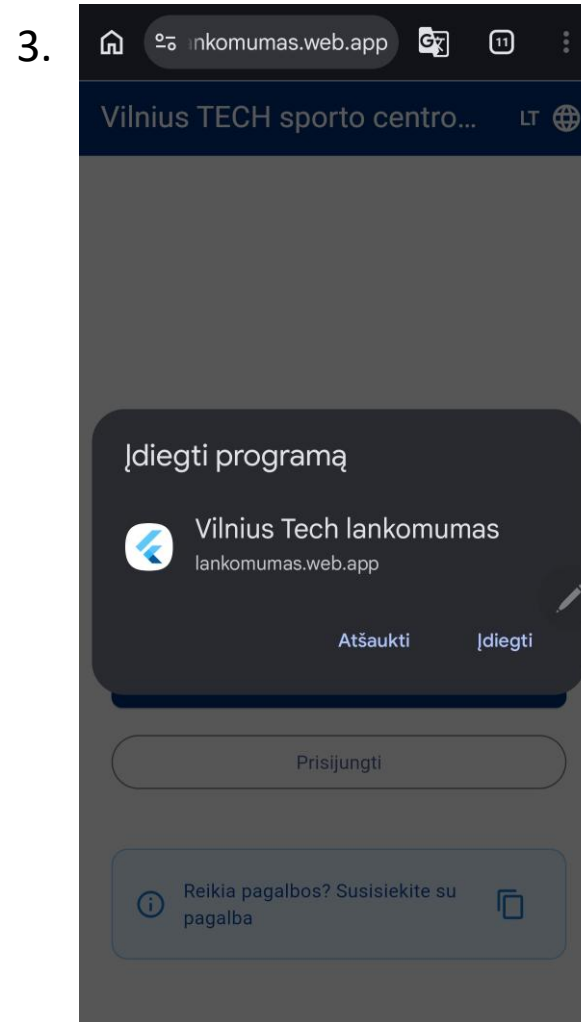 3.
nkomumas.web.app
11
Vilnius TECH sporto centro... LT
Įdiegti programą
Vilnius Tech lankomumas
lankomumas.web.app
Atšaukti Įdiegti
Prisijungti
Reikia pagalbos? Susisiekite su
pagalba